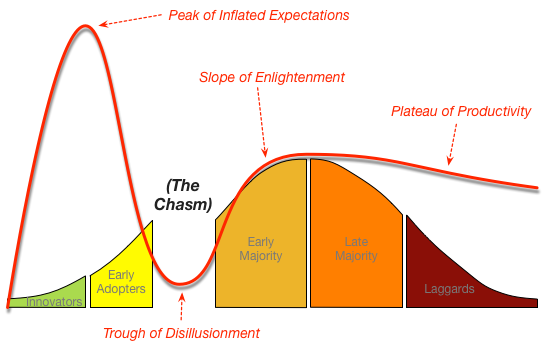 Peak of Inflated Expectations
Slope of Enlightenment
Plateau of Productivity
(The
Chasm)
Early
Majority
Late
Majority
Early
Adopters
Innovators
Laggards
Trough of Disillusionment